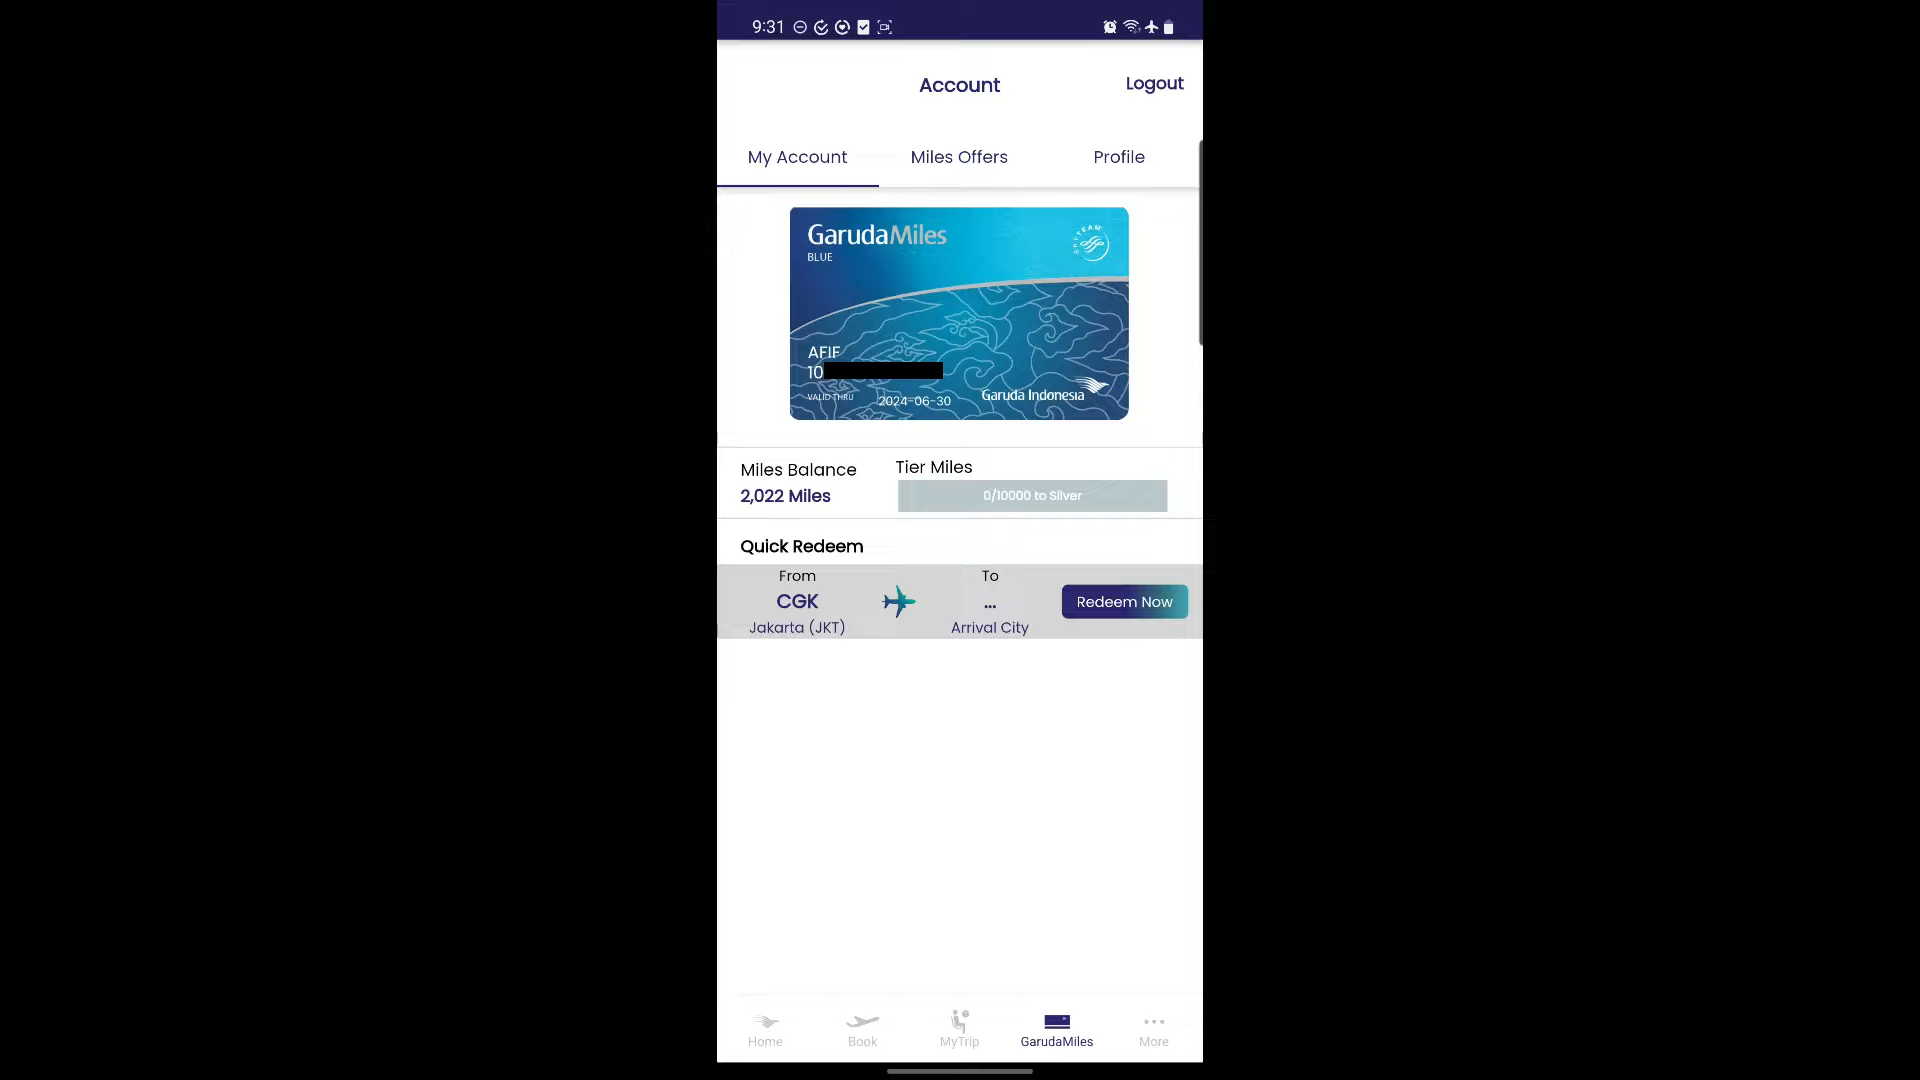 9:31
Account
Logout
My Account
Miles Offers
Profile
GarudaMiles
BLUE
SKYTEAM
AFIF
10
VALID THRU
2024-06-30
Garuda Indonesia
Miles Balance
2,022 Miles
Tier Miles
0/10000 to Silver
Quick Redeem
From
CGK
Jakarta (JKT)
To
...
Arrival City
Redeem Now
Home
Book
MyTrip
GarudaMiles
More